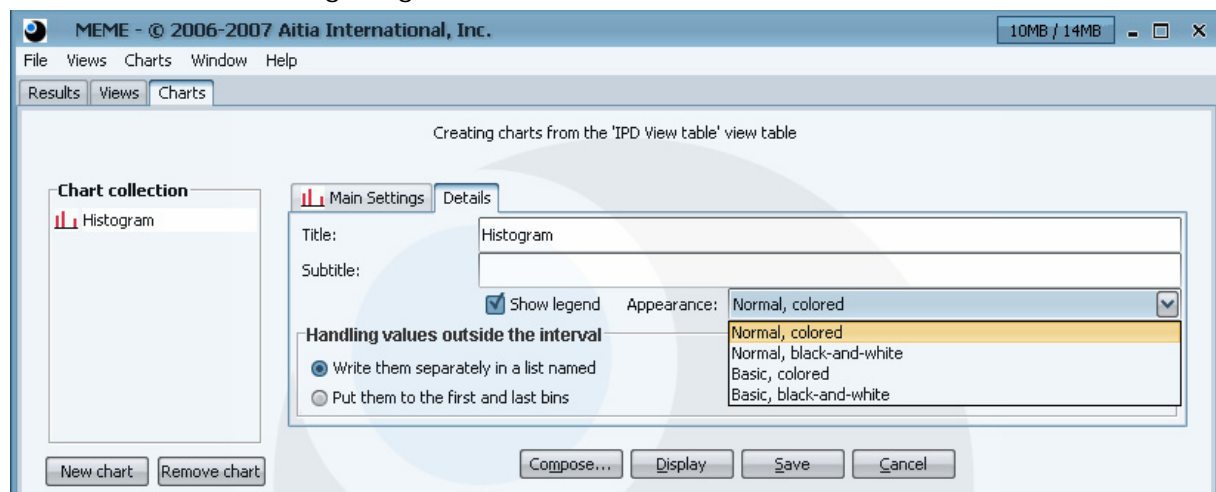 MEME - © 2006-2007 Aitia International, Inc. 10MB / 14MB
File Views Charts Window Help
Results Views Charts
Creating charts from the 'IPD View table' view table
Chart collection
Histogram
Main Settings Details
Title: Histogram
Subtitle:
Show legend Appearance: Normal, colored
Normal, colored
Normal, black-and-white
Basic, colored
Basic, black-and-white
Handling values outside the interval
Write them separately in a list named
Put them to the first and last bins
New chart Remove chart
Compose... Display Save Cancel